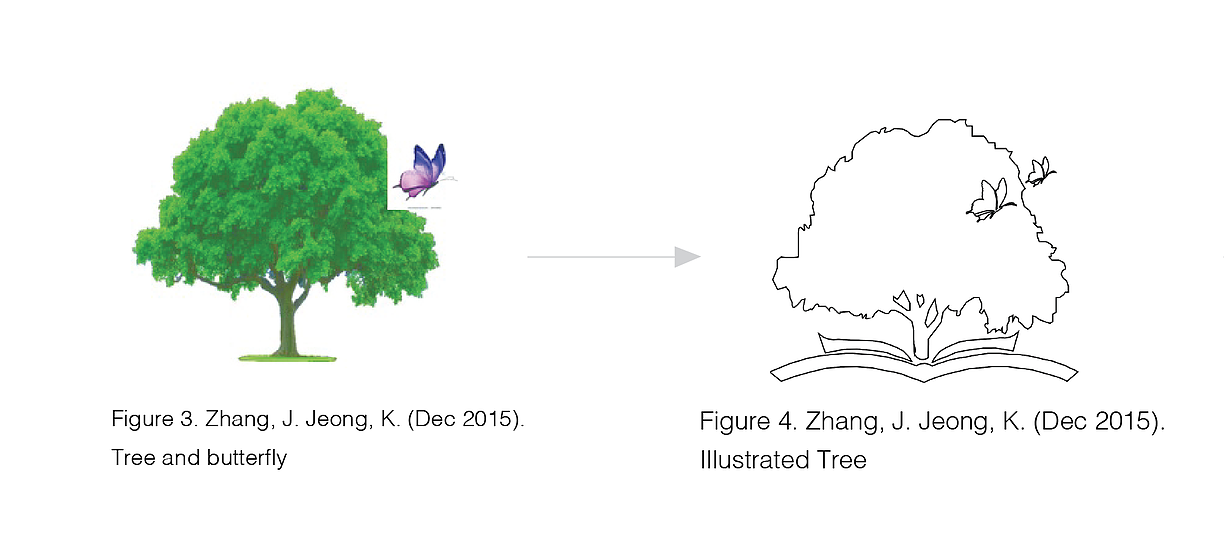 Figure 3. Zhang, J. Jeong, K. (Dec 2015).
Tree and butterfly
Figure 4. Zhang, J. Jeong, K. (Dec 2015).
Illustrated Tree